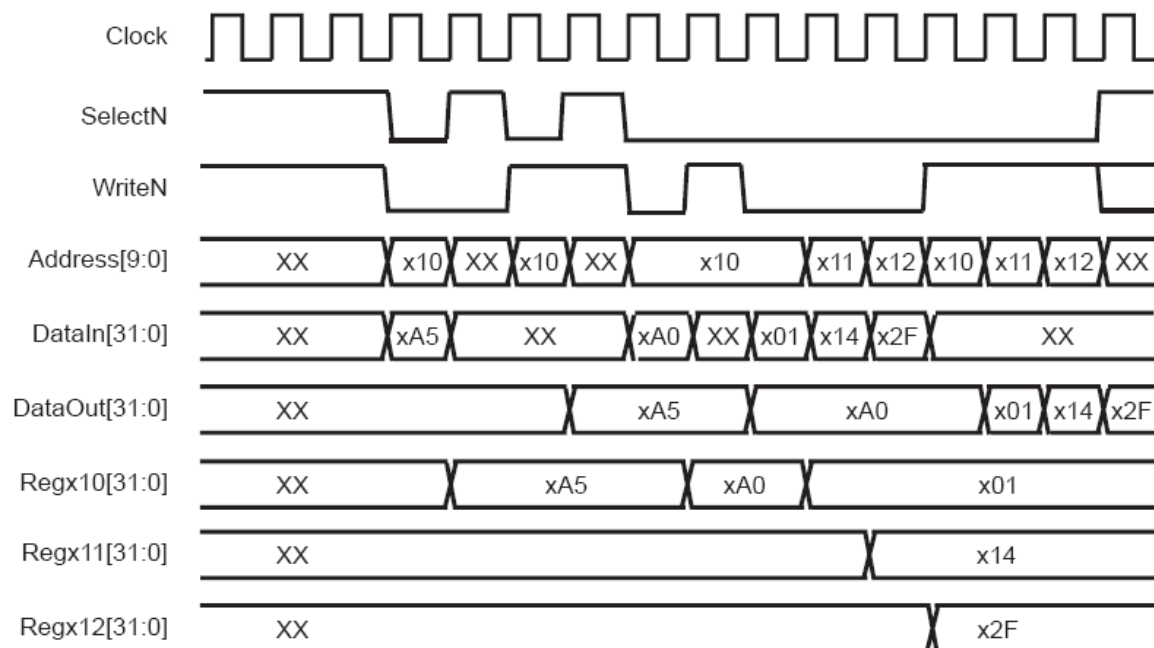 Clock
SelectN
WriteN
Address[9:0] XX x10 XX x10 XX x10 x11 x12 x10 x11 x12 XX
DataIn[31:0] XX xA5 XX xA0 XX x01 x14 x2F XX
DataOut[31:0] XX xA5 xA0 x01 x14 x2F
Regx10[31:0] XX xA5 xA0 x01
Regx11[31:0] XX x14
Regx12[31:0] XX x2F